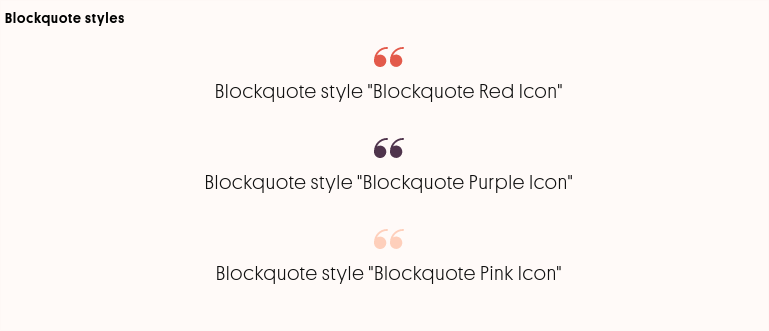 Blockquote styles
Blockquote style "Blockquote Red Icon"
Blockquote style "Blockquote Purple Icon"
Blockquote style "Blockquote Pink Icon"